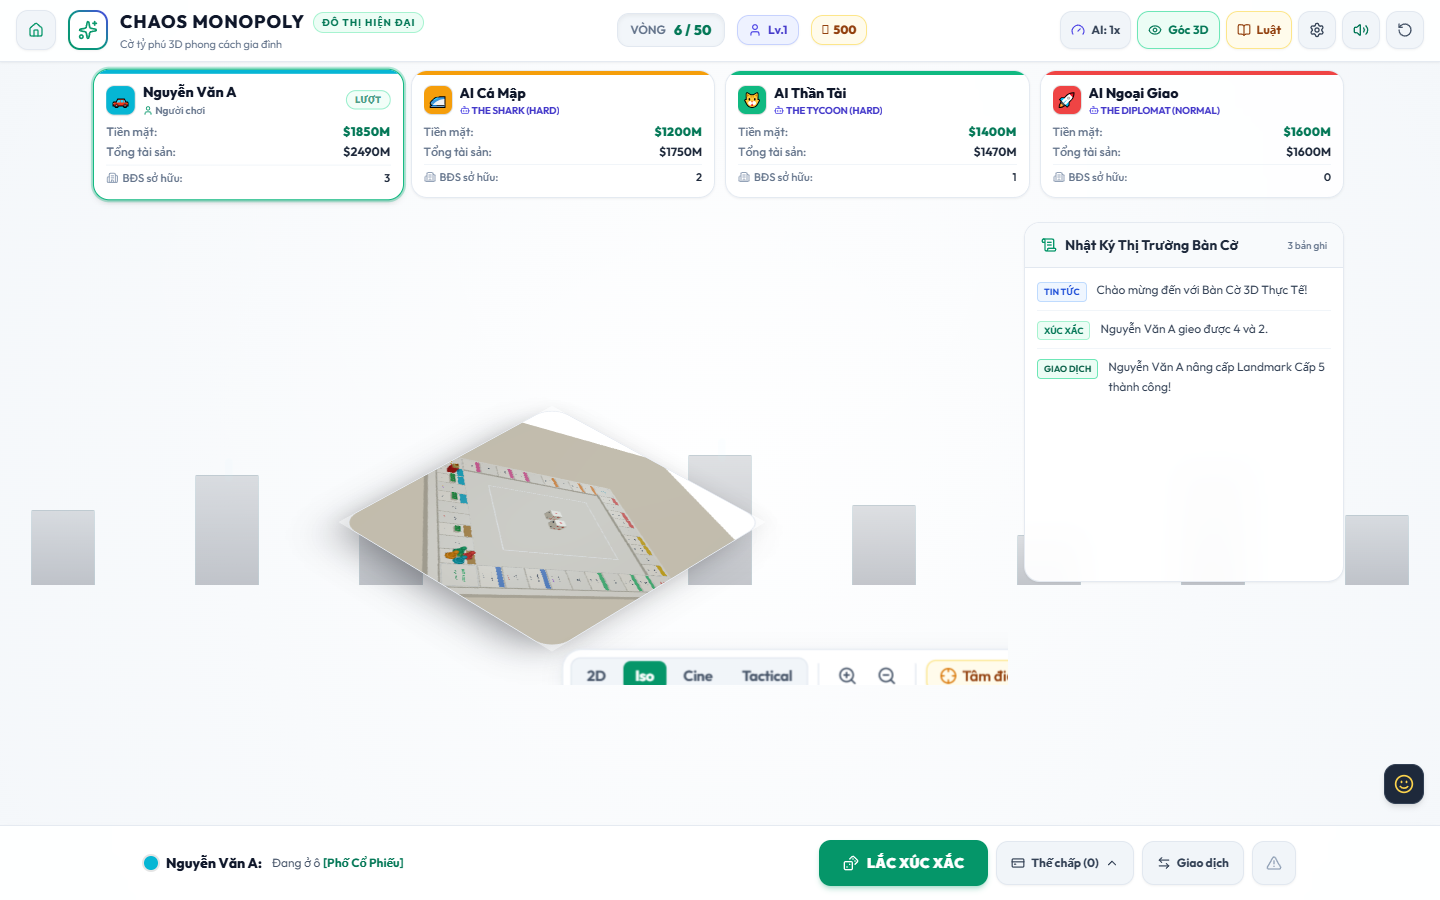 CHAOS MONOPOLY
ĐÔ THỊ HIỆN ĐẠI
Cờ tỷ phú 3D phong cách gia đình
VÒNG 6 / 50
Lv.1
500
AI: 1x
Góc 3D
Luật
Nguyễn Văn A
Người chơi
LƯỢT
Tiền mặt: $1850M
Tổng tài sản: $2490M
BĐS sở hữu: 3
AI Cá Mập
THE SHARK (HARD)
Tiền mặt: $1200M
Tổng tài sản: $1750M
BĐS sở hữu: 2
AI Thần Tài
THE TYCOON (HARD)
Tiền mặt: $1400M
Tổng tài sản: $1470M
BĐS sở hữu: 1
AI Ngoại Giao
THE DIPLOMAT (NORMAL)
Tiền mặt: $1600M
Tổng tài sản: $1600M
BĐS sở hữu: 0
Nhật Ký Thị Trường Bàn Cờ
3 bản ghi
TIN TỨC Chào mừng đến với Bàn Cờ 3D Thực Tế!
XÚC XẮC Nguyễn Văn A gieo được 4 và 2.
GIAO DỊCH Nguyễn Văn A nâng cấp Landmark Cấp 5
thành công!
2D Iso Cine Tactical Tâm
Nguyễn Văn A: Đang ở ô [Phố Cổ Phiếu]
LẮC XÚC XẮC
Thế chấp (0)
Giao dịch